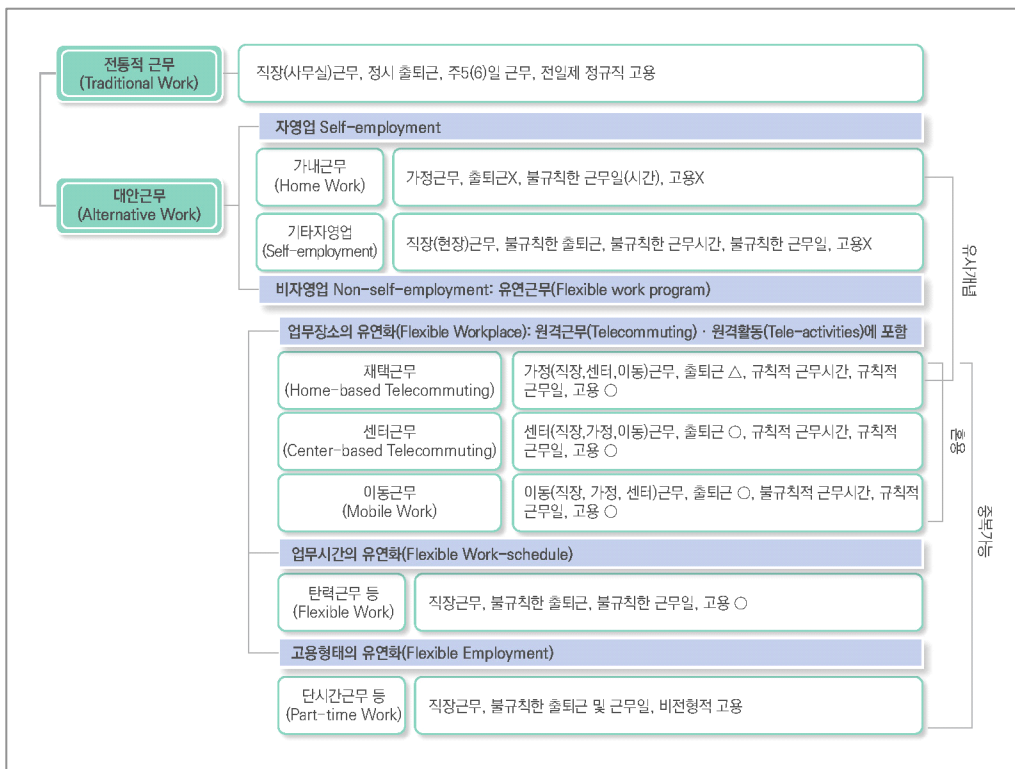 전통적 근무
(Traditional Work)
직장(사무실)근무, 정시 출퇴근, 주5(6)일 근무, 전일제 정규직 고용
대안근무
(Alternative Work)
자영업 Self-employment
가내근무
(Home Work)
가정근무, 출퇴근X, 불규칙한 근무일(시간), 고용X
기타자영업
(Self-employment)
직장(현장)근무, 불규칙한 출퇴근, 불규칙한 근무시간, 불규칙한 근무일, 고용X
비자영업 Non-self-employment: 유연근무(Flexible work program)
유사개념
업무장소의 유연화(Flexible Workplace): 원격근무(Telecommuting) · 원격활동(Tele-activities)에 포함
재택근무
(Home-based Telecommuting)
가정(직장,센터,이동)근무, 출퇴근 △, 규칙적 근무시간, 규칙적
근무일, 고용 ○
센터근무
(Center-based Telecommuting)
센터(직장,가정,이동)근무, 출퇴근 ○, 규칙적 근무시간, 규칙적
근무일, 고용 ○
이동근무
(Mobile Work)
이동(직장, 가정, 센터)근무, 출퇴근 ○, 불규칙적 근무시간, 규칙적
근무일, 고용 ○
혼용
업무시간의 유연화(Flexible Work-schedule)
탄력근무 등
(Flexible Work)
직장근무, 불규칙한 출퇴근, 불규칙한 근무일, 고용 ○
고용형태의 유연화(Flexible Employment)
단시간근무 등
(Part-time Work)
직장근무, 불규칙한 출퇴근 및 근무일, 비전형적 고용
중복가능